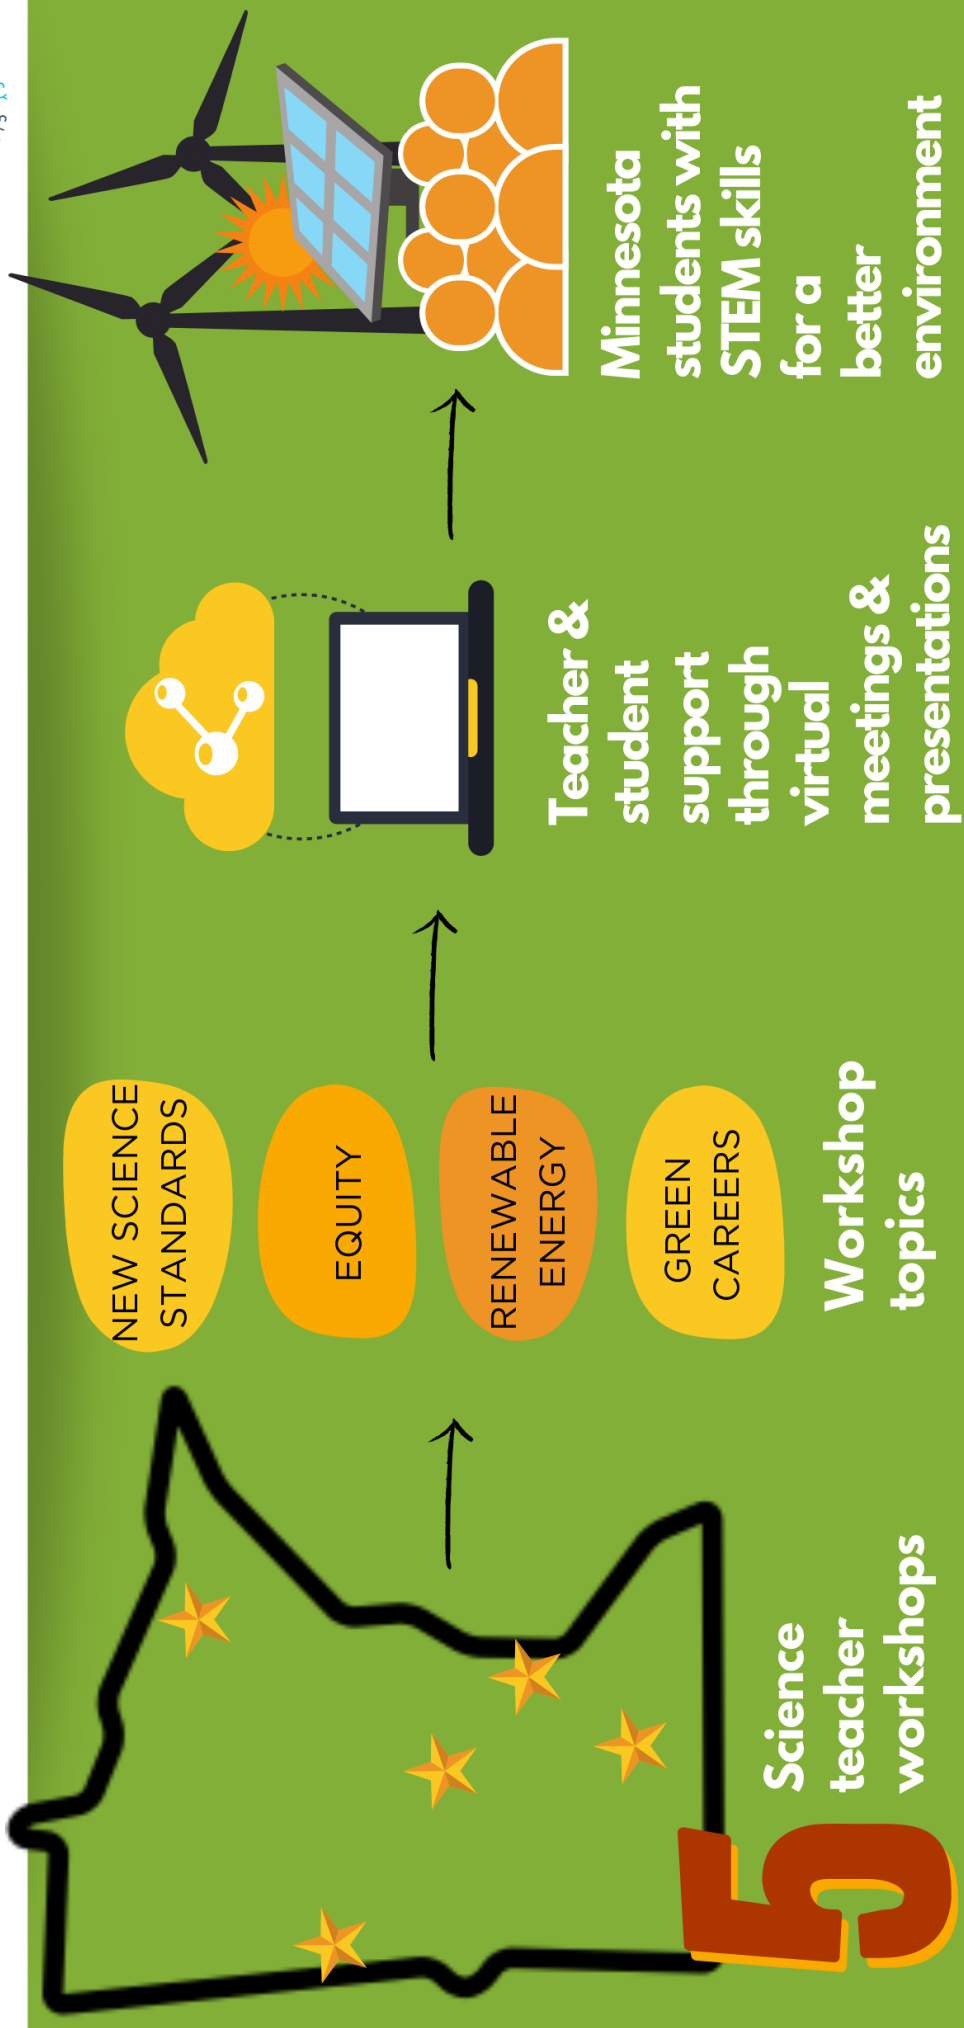 5
Science
teacher
workshops
NEW SCIENCE
STANDARDS
EQUITY
RENEWABLE
ENERGY
GREEN
CAREERS
Workshop
topics
Teacher &
student
support
through
virtual
meetings &
presentations
Minnesota
students with
STEM skills
for a
better
environment